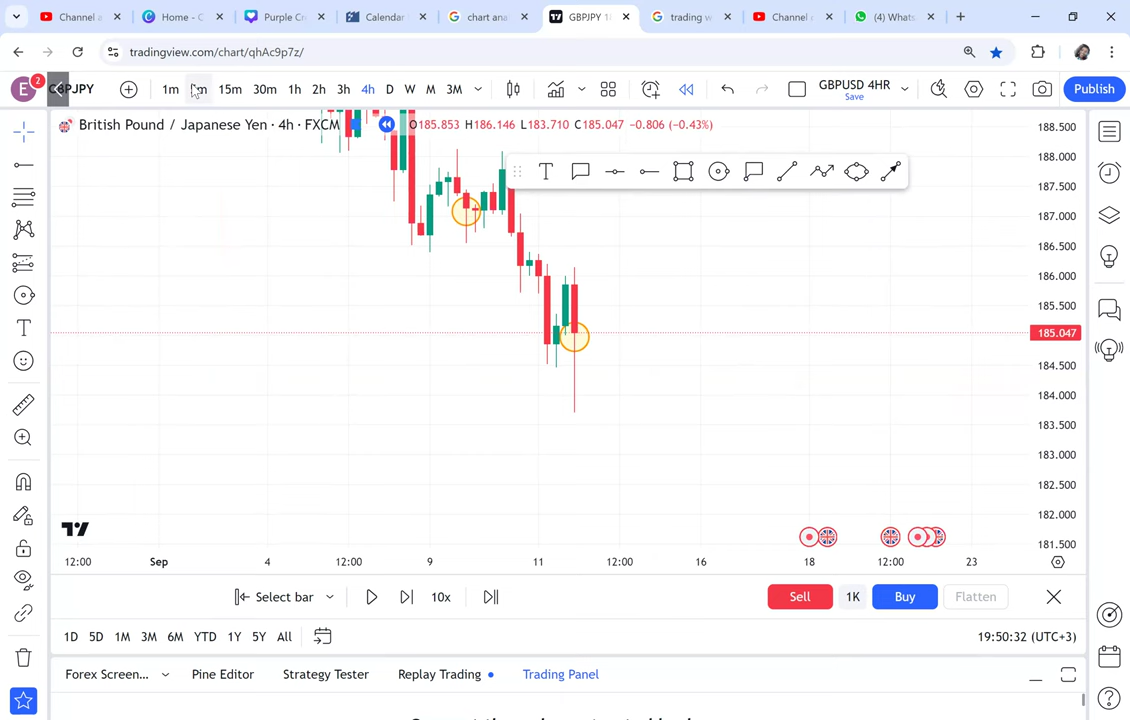 Channel a
Home - C
Purple Cr
Calendar
chart ana
GBPJPY 18
trading w
Channel a
(4) Whats
tradingview.com/chart/qhAc9p7z/
E
2
GBPJPY
1m
15m
30m
1h
2h
3h
4h
D
W
M
3M
GBPUSD 4HR
Save
Publish
British Pound / Japanese Yen · 4h · FXCM
O185.853 H186.146 L183.710 C185.047 −0.806 (−0.43%)
188.500
188.000
187.500
187.000
186.500
186.000
185.500
185.047
184.500
184.000
183.500
183.000
182.500
182.000
181.500
12:00
Sep
4
12:00
9
11
12:00
16
18
12:00
23
Select bar
10x
Sell
1K
Buy
Flatten
1D
5D
1M
3M
6M
YTD
1Y
5Y
All
19:50:32 (UTC+3)
Forex Screen...
Pine Editor
Strategy Tester
Replay Trading
Trading Panel